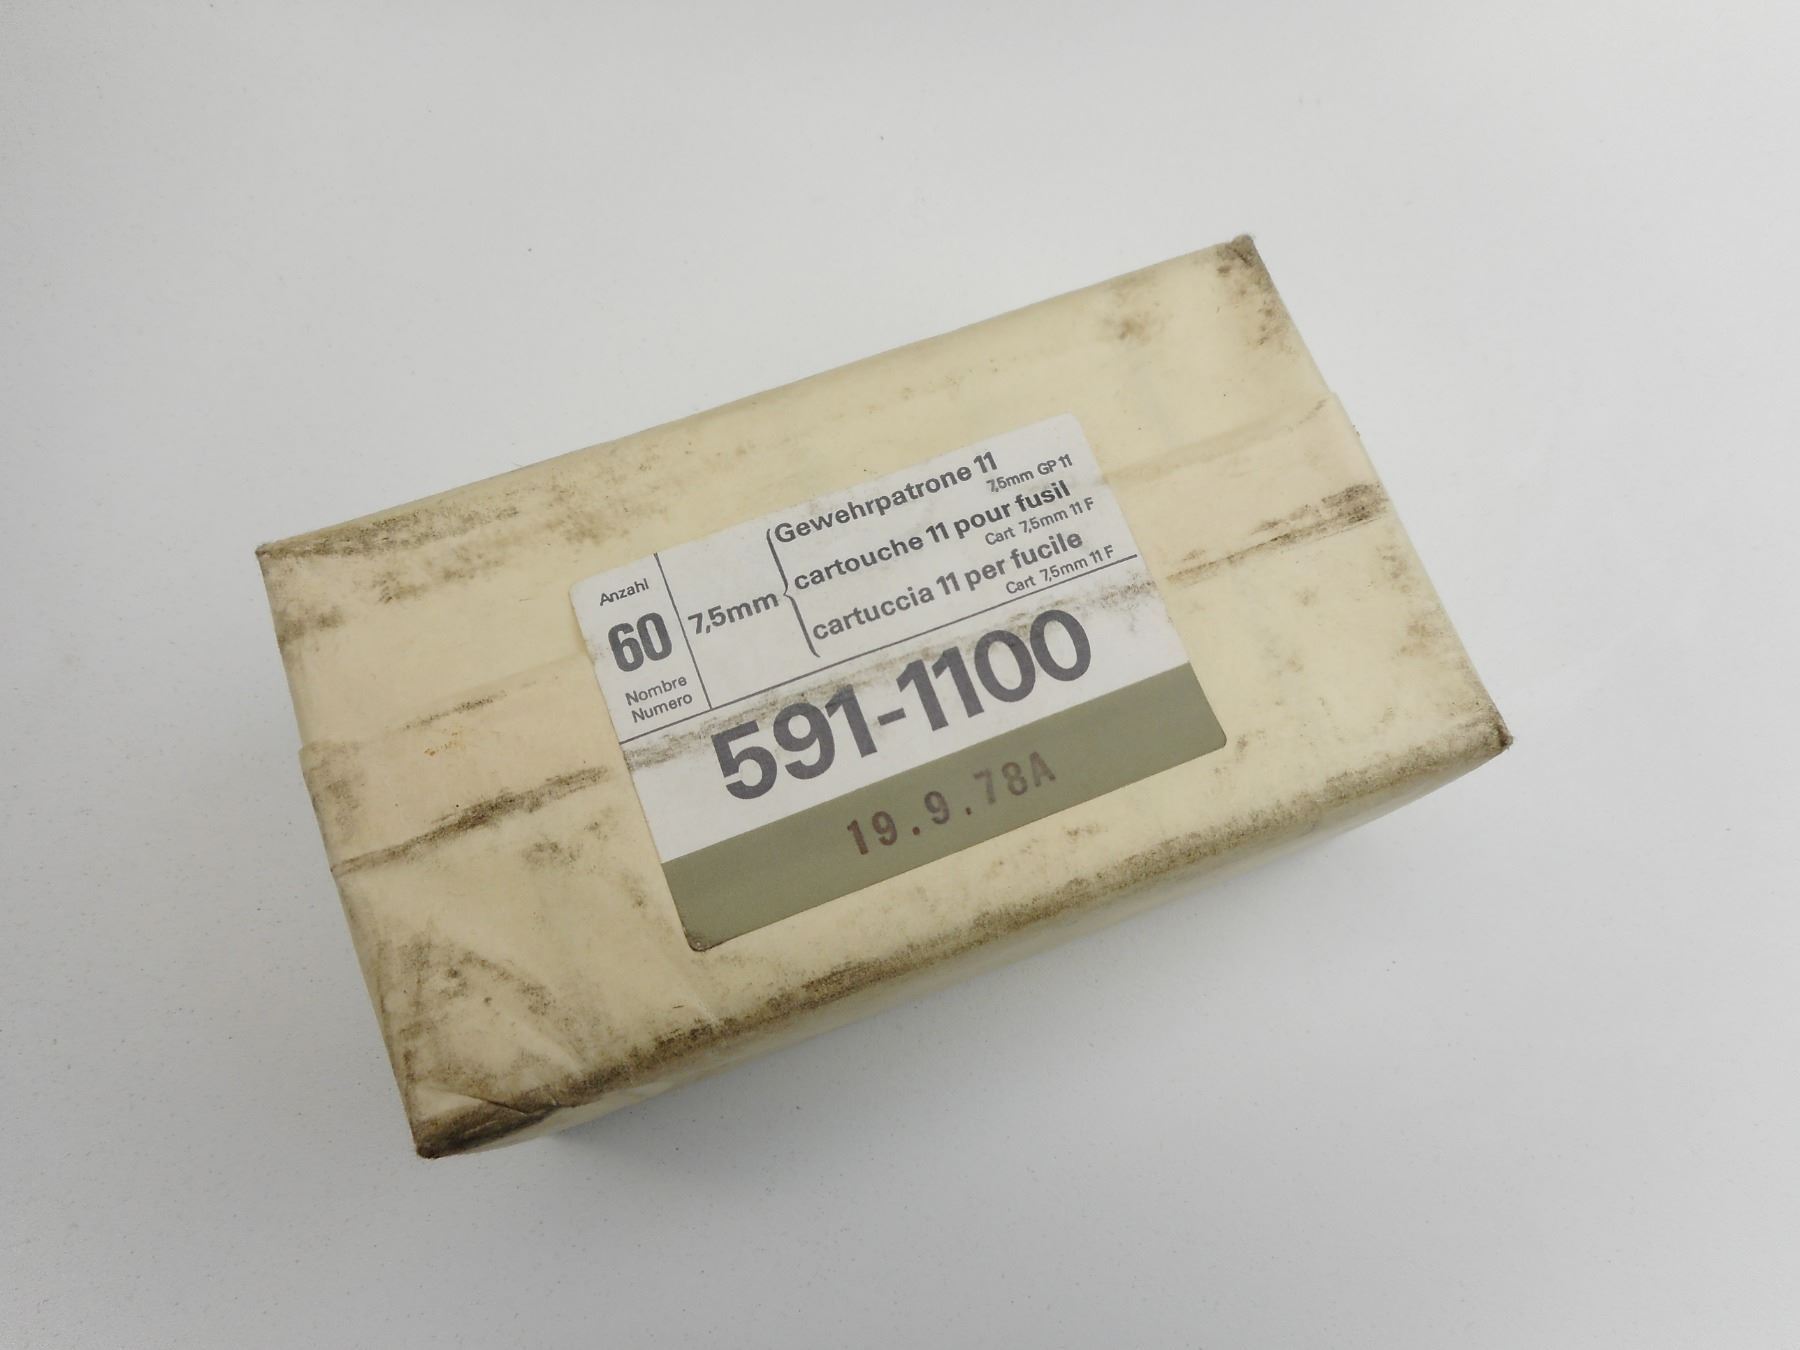 Anzahl
60
Nombre
Numero
7,5mm
Gewehrpatrone 11
7,5mm GP 11
cartouche 11 pour fusil
Cart 7,5mm 11 F
cartuccia 11 per fucile
Cart 7,5mm 11 F
591-1100
19.9.78A